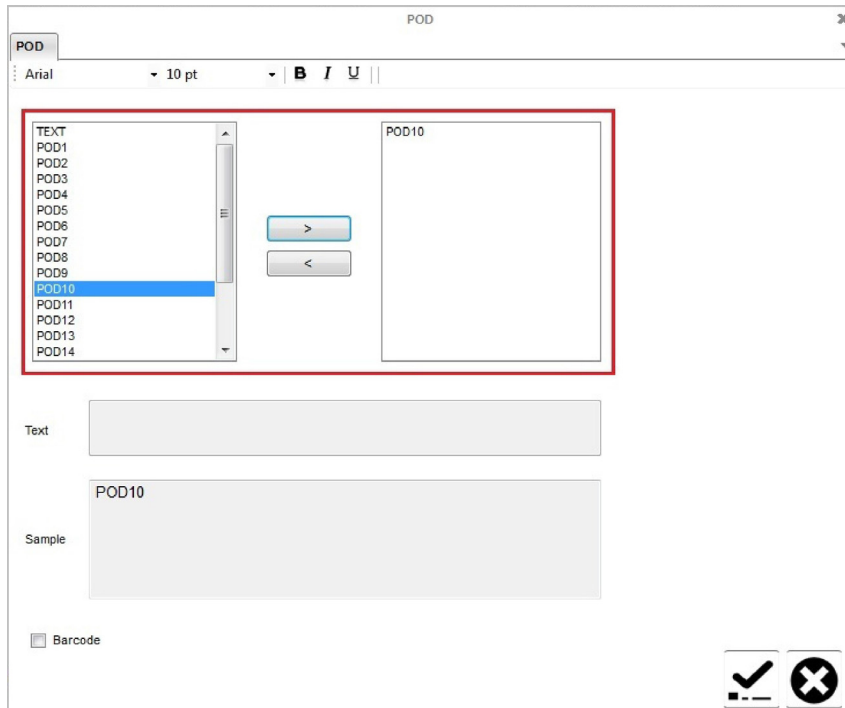 POD
POD
Arial 10 pt B I U
TEXT
POD1
POD2
POD3
POD4
POD5
POD6
POD7
POD8
POD9
POD10
POD11
POD12
POD13
POD14
>
<
POD10
Text
Sample
POD10
Barcode